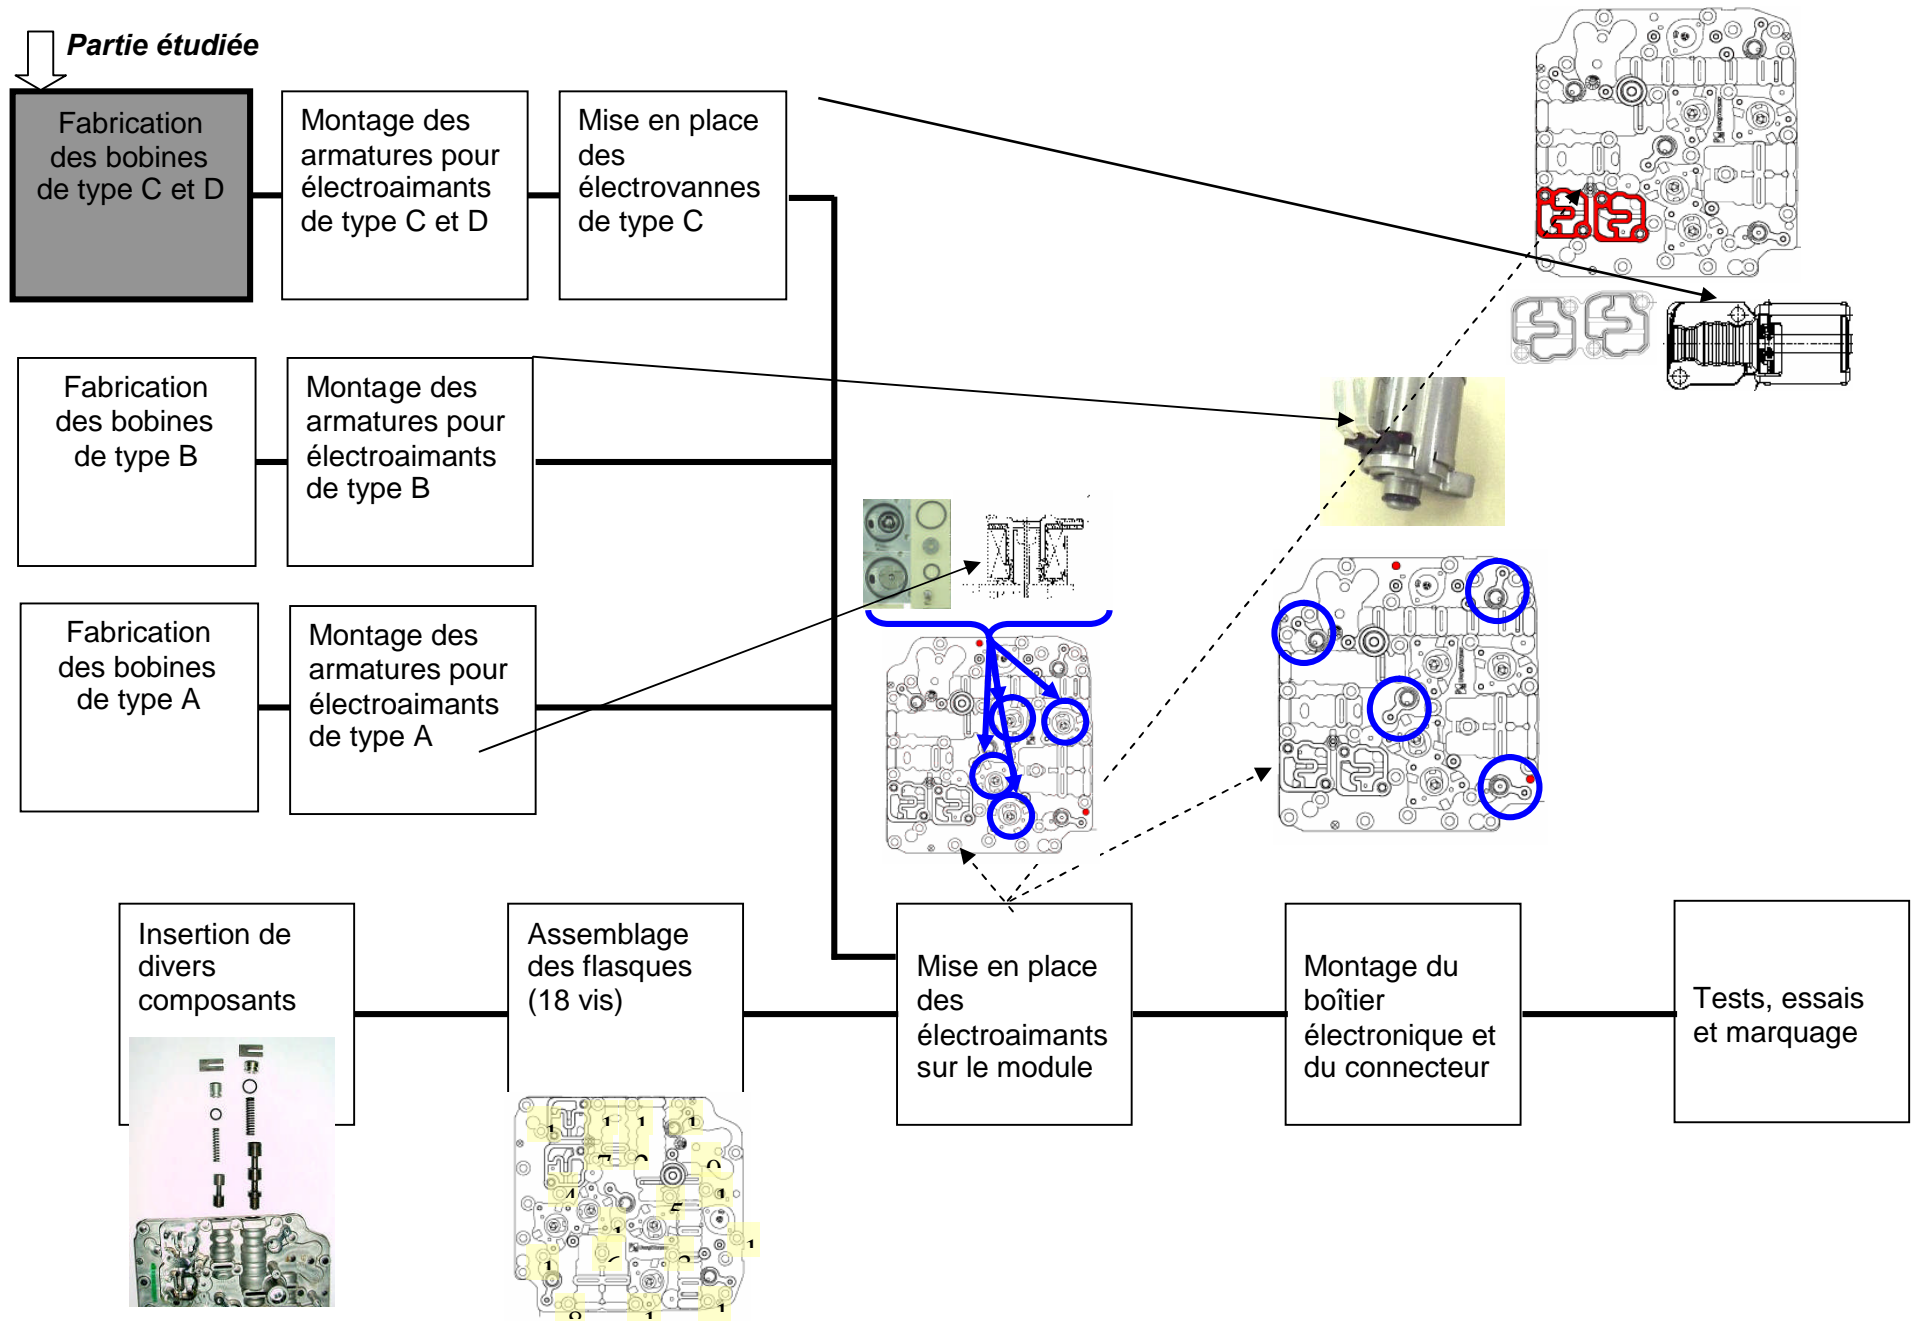 Partie étudiée
Fabrication
des bobines
de type C et D
Montage des
armatures pour
électroaimants
de type C et D
Mise en place
des
électrovannes
de type C
Fabrication
des bobines
de type B
Montage des
armatures pour
électroaimants
de type B
Fabrication
des bobines
de type A
Montage des
armatures pour
électroaimants
de type A
Insertion de
divers
composants
Assemblage
des flasques
(18 vis)
Mise en place
des
électroaimants
sur le module
Montage du
boîtier
électronique et
du connecteur
Tests, essais
et marquage